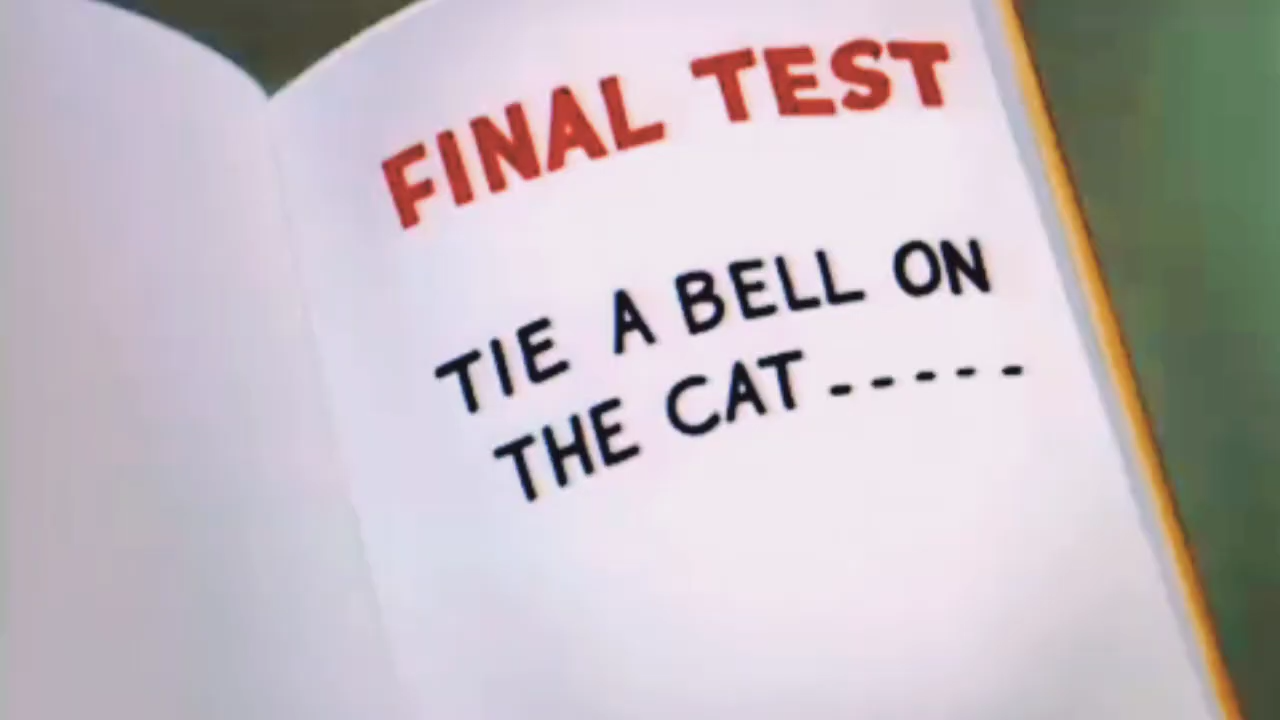 FINAL TEST
TIE A BELL ON
THE CAT-----